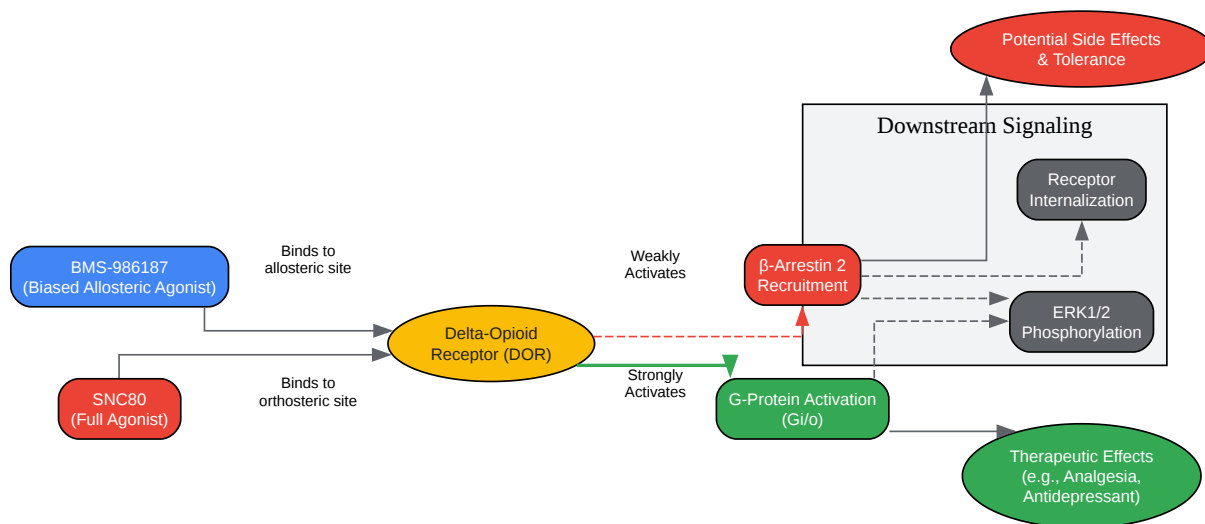 Potential Side Effects
& Tolerance
Downstream Signaling
Receptor
Internalization
BMS-986187
(Biased Allosteric Agonist)
Binds to
allosteric site
Weakly
Activates
β-Arrestin 2
Recruitment
ERK1/2
Phosphorylation
Delta-Opioid
Receptor (DOR)
SNC80
(Full Agonist)
Binds to
orthosteric site
Strongly
Activates
G-Protein Activation
(Gi/o)
Therapeutic Effects
(e.g., Analgesia,
Antidepressant)